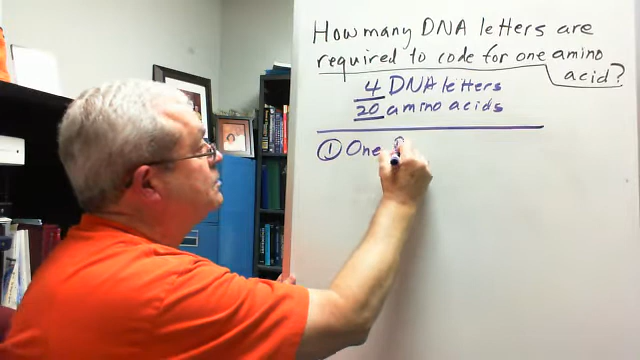 How many DNA letters are
required to code for one amino
acid?
4 DNA letters
20 amino acids
① One